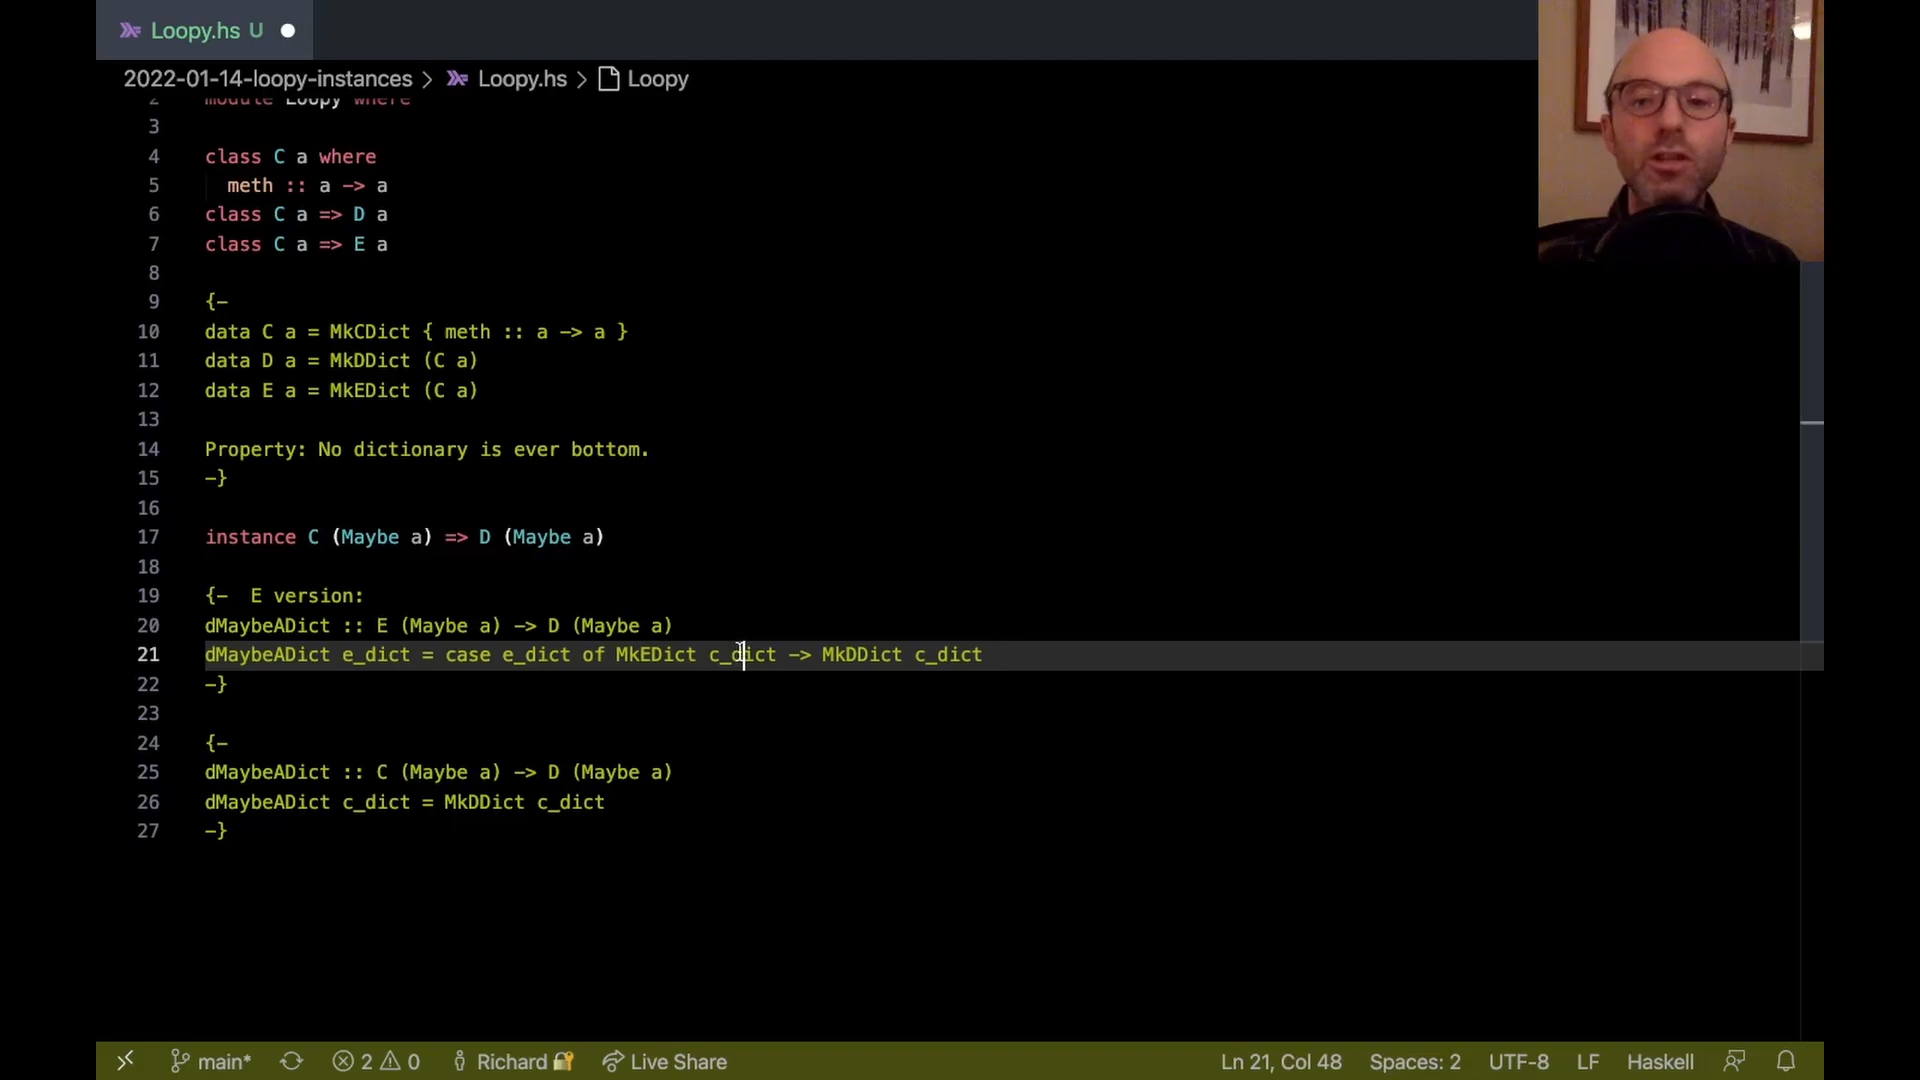 Loopy.hs U
2022-01-14-loopy-instances > Loopy.hs > Loopy
2 module Loopy where
3
4 class C a where
5 meth :: a -> a
6 class C a => D a
7 class C a => E a
8
9 {-
10 data C a = MkCDict { meth :: a -> a }
11 data D a = MkDDict (C a)
12 data E a = MkEDict (C a)
13
14 Property: No dictionary is ever bottom.
15 -}
16
17 instance C (Maybe a) => D (Maybe a)
18
19 {-  E version:
20 dMaybeADict :: E (Maybe a) -> D (Maybe a)
21 dMaybeADict e_dict = case e_dict of MkEDict c_dict -> MkDDict c_dict
22 -}
23
24 {-
25 dMaybeADict :: C (Maybe a) -> D (Maybe a)
26 dMaybeADict c_dict = MkDDict c_dict
27 -}
main* 2 0 Richard Live Share Ln 21, Col 48 Spaces: 2 UTF-8 LF Haskell